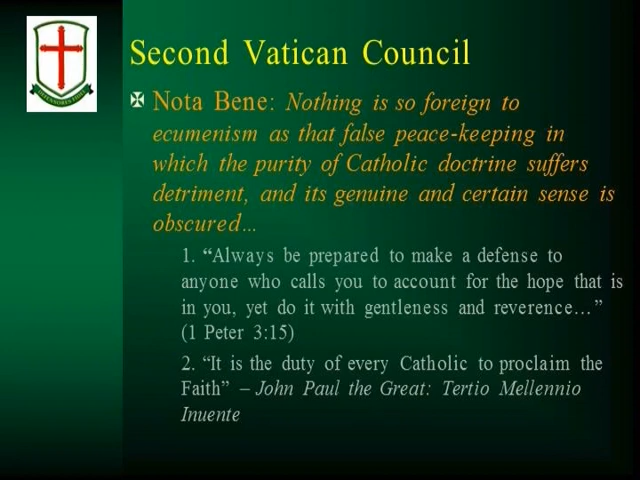 Second Vatican Council
Nota Bene: Nothing is so foreign to
ecumenism as that false peace-keeping in
which the purity of Catholic doctrine suffers
detriment, and its genuine and certain sense is
obscured...
1. “Always be prepared to make a defense to
anyone who calls you to account for the hope that is
in you, yet do it with gentleness and reverence…”
(1 Peter 3:15)
2. “It is the duty of every Catholic to proclaim the
Faith” – John Paul the Great: Tertio Mellennio
Inuente